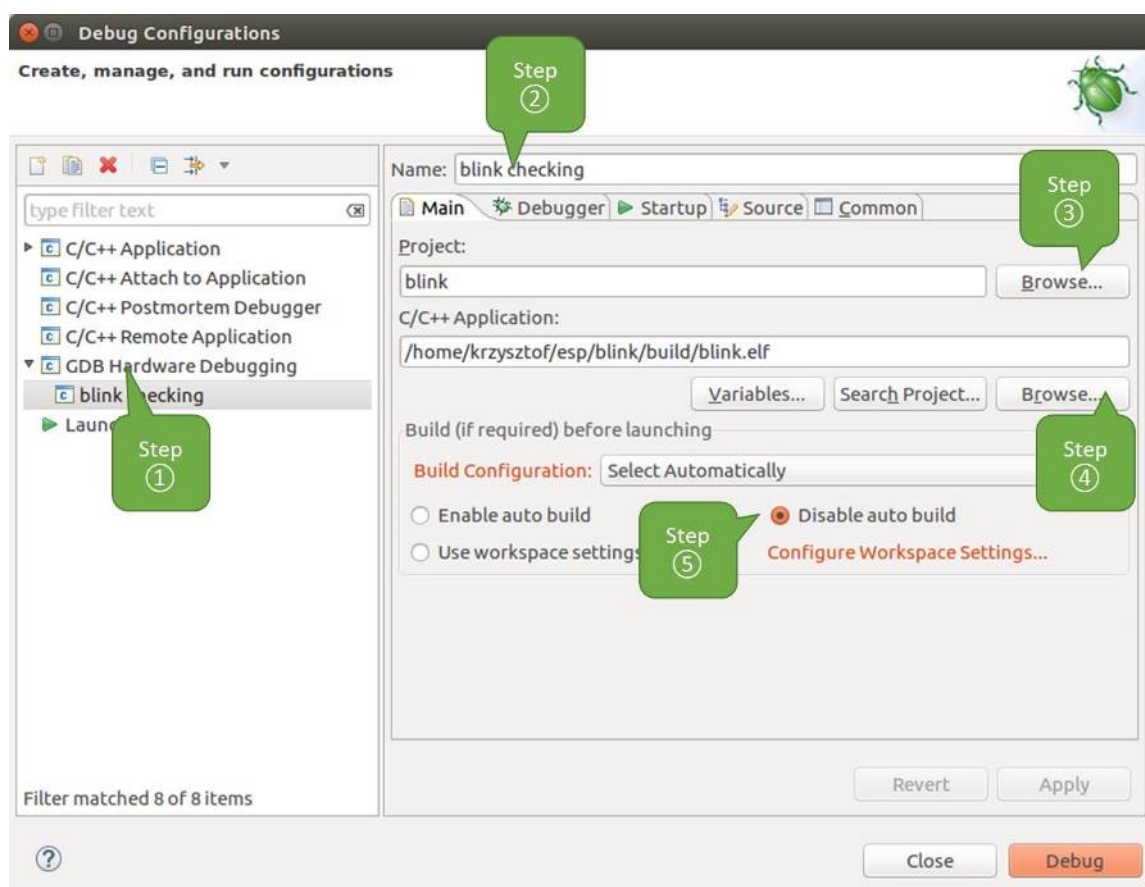 Debug Configurations
Create, manage, and run configurations
Step
②
type filter text
C/C++ Application
C/C++ Attach to Application
C/C++ Postmortem Debugger
C/C++ Remote Application
GDB Hardware Debugging
blink checking
Step
①
Filter matched 8 of 8 items
Name: blink checking
Main Debugger Startup Source Common
Step
③
Project:
blink Browse...
C/C++ Application:
/home/krzysztof/esp/blink/build/blink.elf
Variables... Search Project... Browse...
Step
④
Build (if required) before launching
Build Configuration: Select Automatically
Enable auto build Disable auto build
Step
⑤
Use workspace settings Configure Workspace Settings...
Revert Apply
? Close Debug